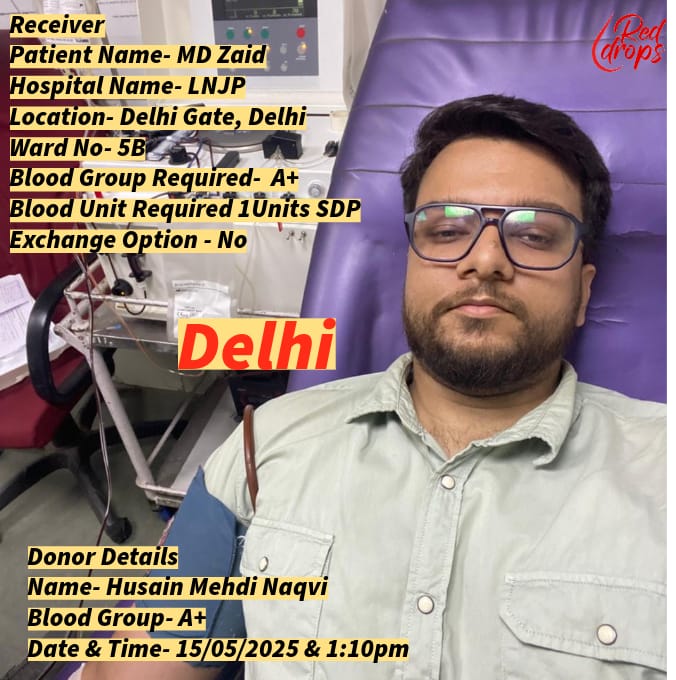 Receiver
Patient Name- MD Zaid
Hospital Name- LNJP
Location- Delhi Gate, Delhi
Ward No- 5B
Blood Group Required-  A+
Blood Unit Required 1Units SDP
Exchange Option - No
Red
drops
Delhi
Donor Details
Name- Husain Mehdi Naqvi
Blood Group- A+
Date & Time- 15/05/2025 & 1:10pm